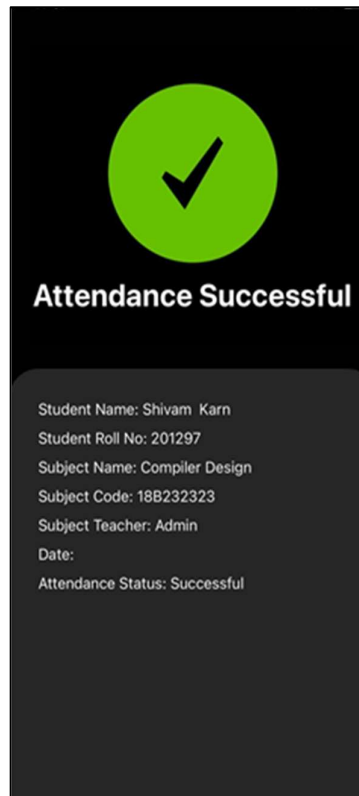 Attendance Successful
Student Name: Shivam Karn
Student Roll No: 201297
Subject Name: Compiler Design
Subject Code: 18B232323
Subject Teacher: Admin
Date:
Attendance Status: Successful